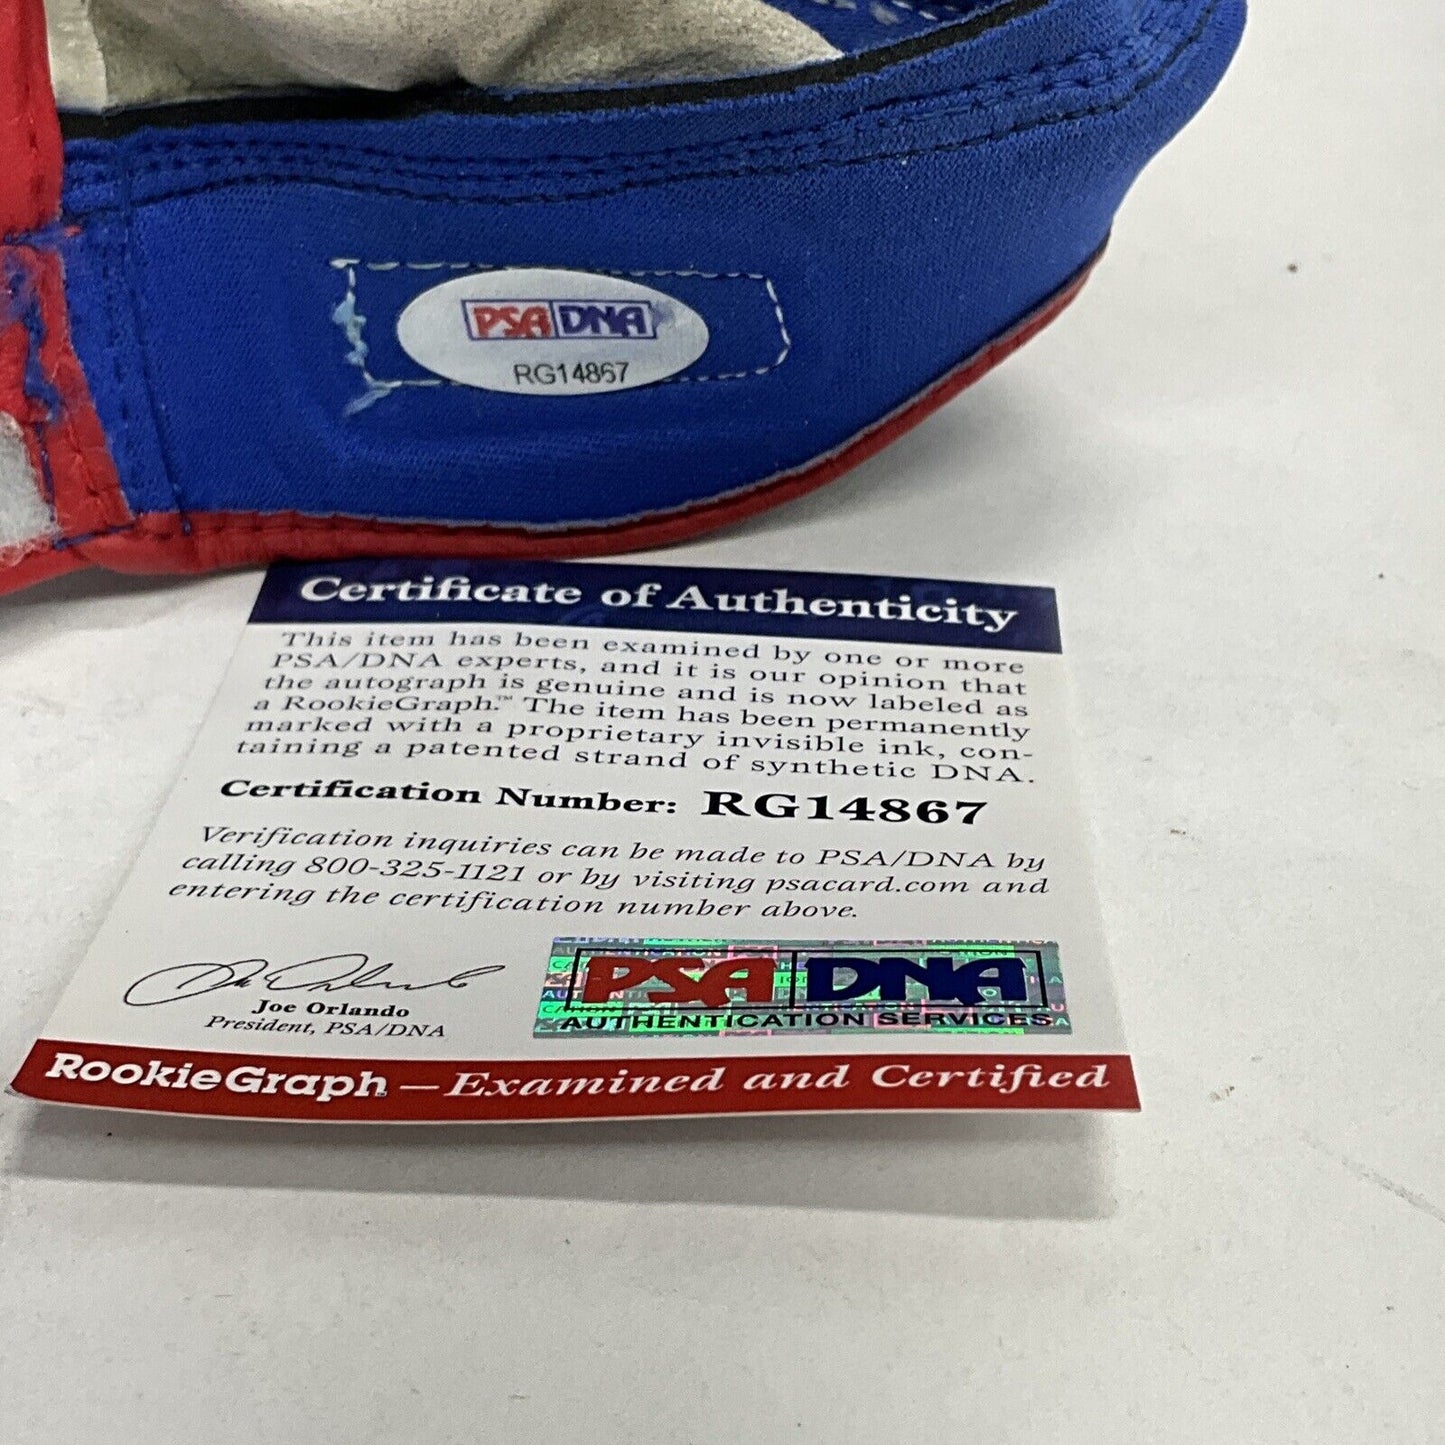 PSA DNA
RG14867
Certificate of Authenticity
This item has been examined by one or more
PSA/DNA experts, and it is our opinion that
the autograph is genuine and is now labeled as
a RookieGraph.™ The item has been permanently
marked with a proprietary invisible ink, con-
taining a patented strand of synthetic DNA.
Certification Number: RG14867
Verification inquiries can be made to PSA/DNA by
calling 800-325-1121 or by visiting psacard.com and
entering the certification number above.
Joe Orlando
President, PSA/DNA
PSA DNA
AUTHENTICATION SERVICES
RookieGraph — Examined and Certified